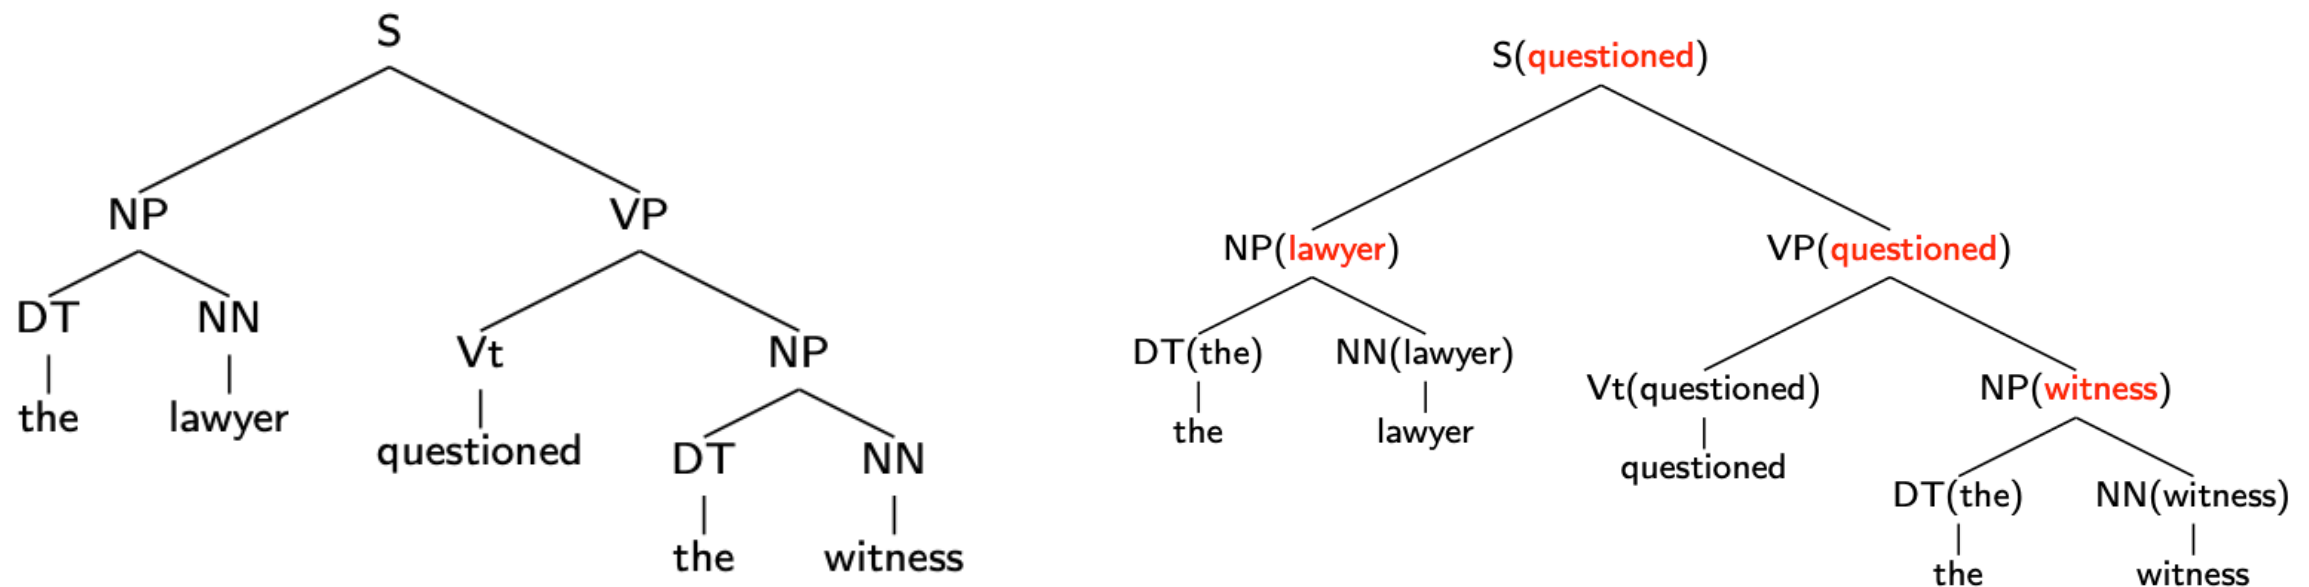 S
NP VP
DT NN
Vt NP
the lawyer
questioned
DT NN
the witness
S(questioned)
NP(lawyer) VP(questioned)
DT(the) NN(lawyer)
Vt(questioned) NP(witness)
the lawyer
questioned
DT(the) NN(witness)
the witness